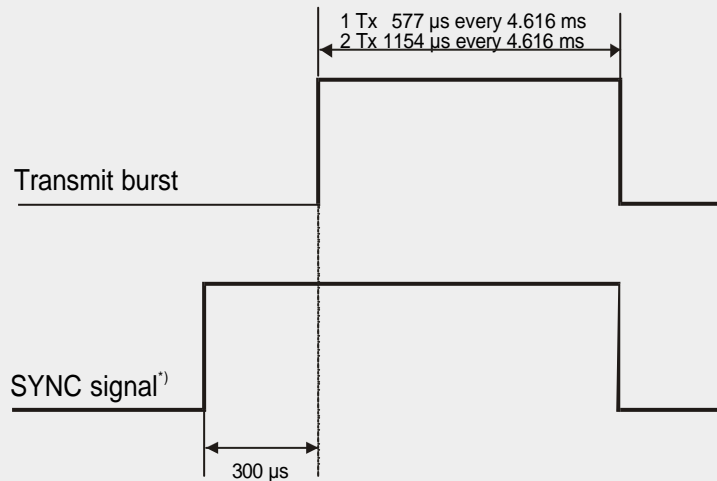 1 Tx 577 µs every 4.616 ms
2 Tx 1154 µs every 4.616 ms
Transmit burst
SYNC signal*)
300 µs